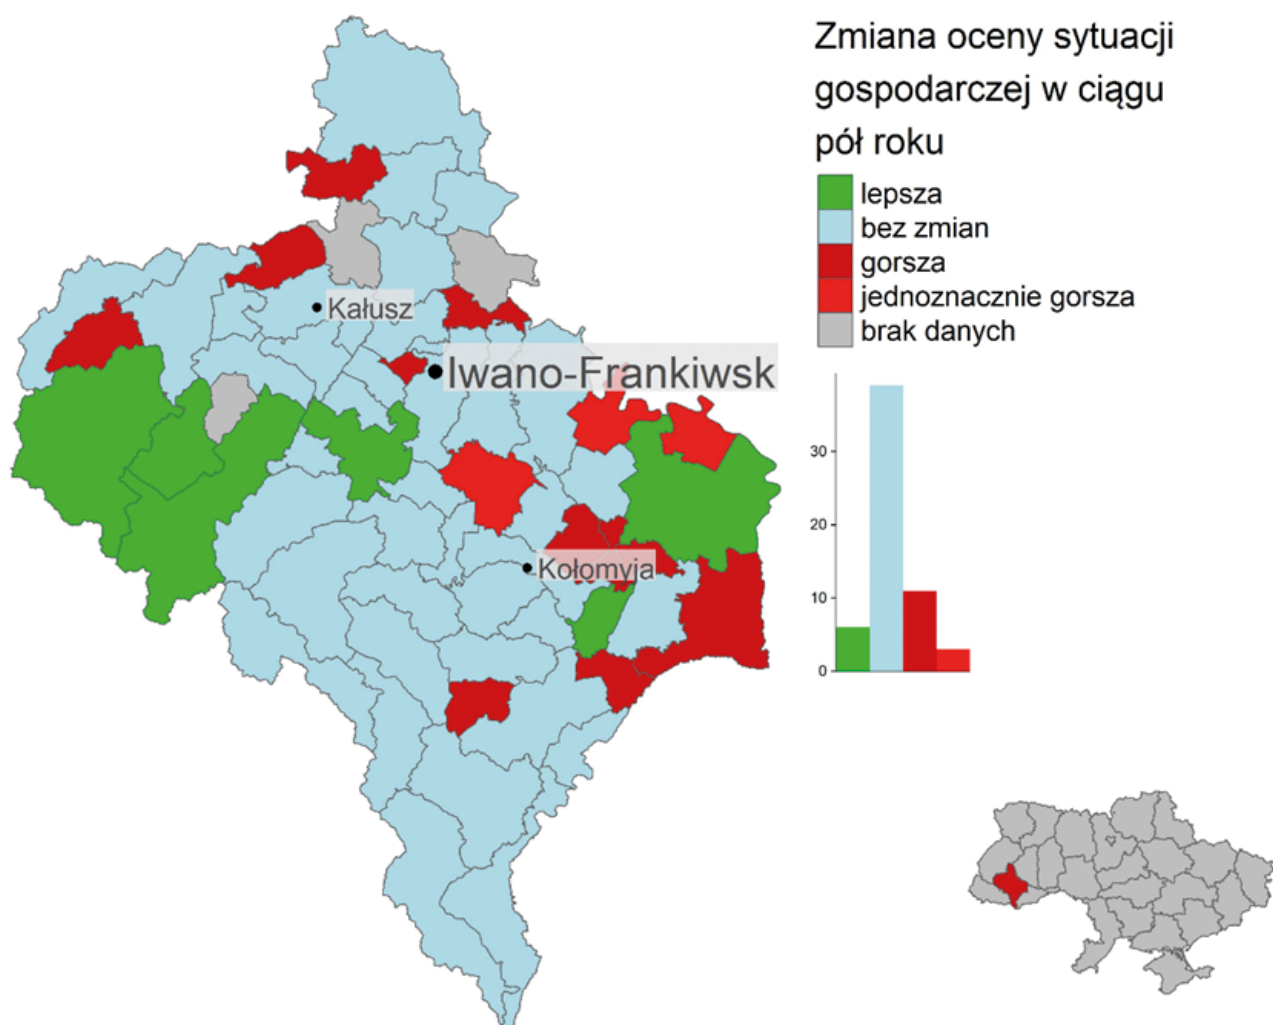 Zmiana oceny sytuacji
gospodarczej w ciągu
pół roku
lepsza
bez zmian
gorsza
jednoznacznie gorsza
brak danych
Kałusz
Iwano-Frankiwsk
Kołomyja
30
20
10
0